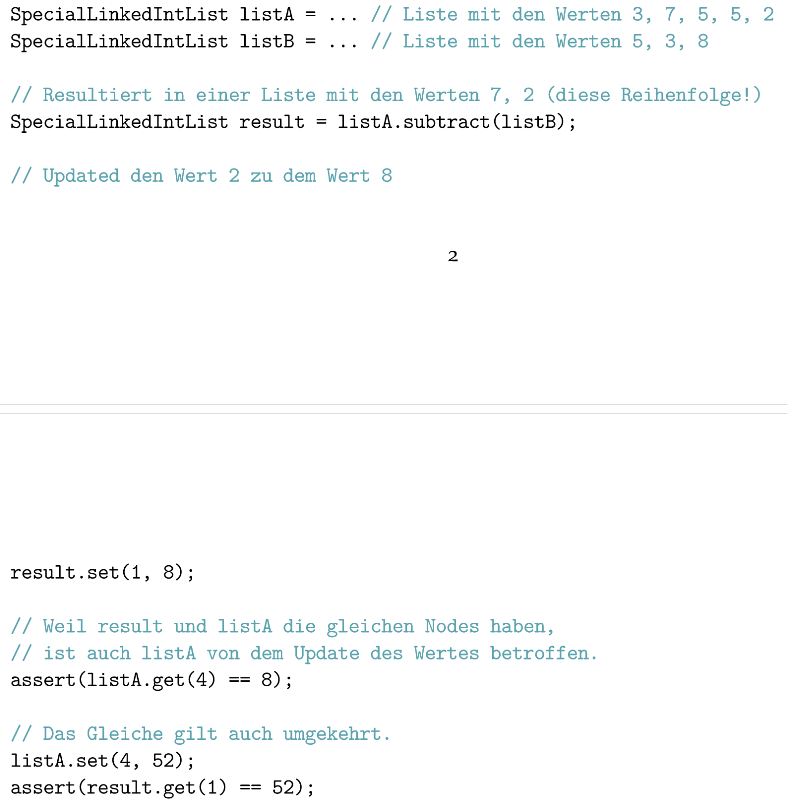 SpecialLinkedIntList listA = ... // Liste mit den Werten 3, 7, 5, 5, 2
SpecialLinkedIntList listB = ... // Liste mit den Werten 5, 3, 8
// Resultiert in einer Liste mit den Werten 7, 2 (diese Reihenfolge!)
SpecialLinkedIntList result = listA.subtract(listB);
// Updated den Wert 2 zu dem Wert 8
2
result.set(1, 8);
// Weil result und listA die gleichen Nodes haben,
// ist auch listA von dem Update des Wertes betroffen.
assert(listA.get(4) == 8);
// Das Gleiche gilt auch umgekehrt.
listA.set(4, 52);
assert(result.get(1) == 52);